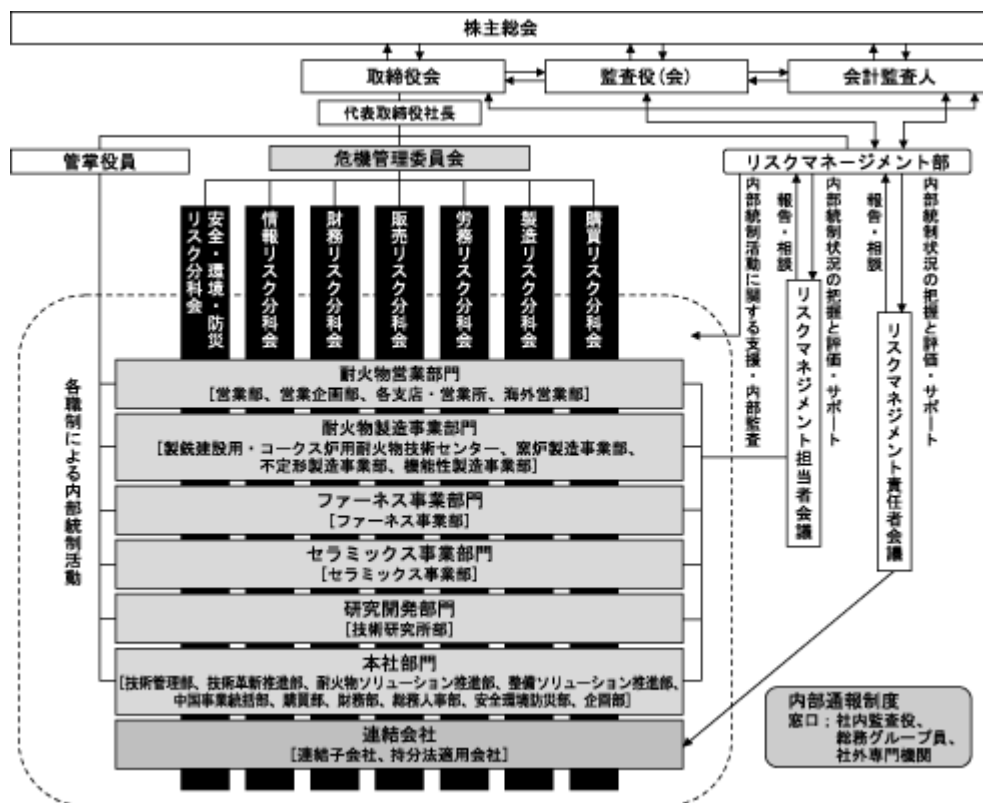 株主総会
取締役会
監査役(会)
会計監査人
代表取締役社長
管掌役員
危機管理委員会
リスクマネージメント部
安全・環境・防災
リスク分科会
情報リスク分科会
財務リスク分科会
販売リスク分科会
労務リスク分科会
製造リスク分科会
購買リスク分科会
内部統制活動に関する支援・内部監査
報告・相談
内部統制状況の把握と評価・サポート
報告・相談
内部統制状況の把握と評価・サポート
リスクマネジメント担当者会議
リスクマネジメント責任者会議
各職制による内部統制活動
耐火物営業部門
[営業部、営業企画部、各支店・営業所、海外営業部]
耐火物製造事業部門
[製銑建設用・コークス炉用耐火物技術センター、窯炉製造事業部、
不定形製造事業部、機能性製造事業部]
ファーネス事業部門
[ファーネス事業部]
セラミックス事業部門
[セラミックス事業部]
研究開発部門
[技術研究所部]
本社部門
[技術管理部、技術革新推進部、耐火物ソリューション推進部、整備ソリューション推進部、
中国事業統括部、購買部、財務部、総務人事部、安全環境防災部、企画部]
連結会社
[連結子会社、持分法適用会社]
内部通報制度
窓口;社内監査役、
総務グループ員、
社外専門機関